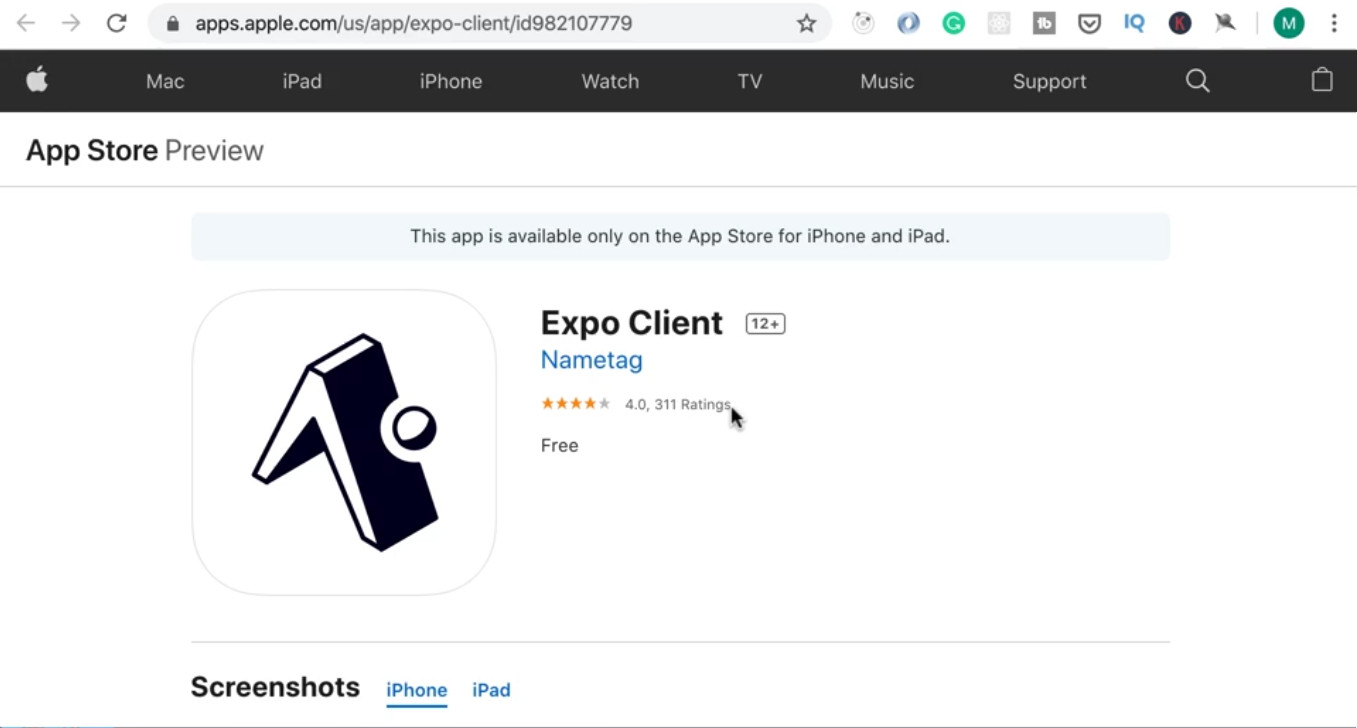 apps.apple.com/us/app/expo-client/id982107779
tb
IQ
K
M
Mac iPad iPhone Watch TV Music Support
App Store Preview
This app is available only on the App Store for iPhone and iPad.
Expo Client 12+
Nametag
4.0, 311 Ratings
Free
Screenshots iPhone iPad